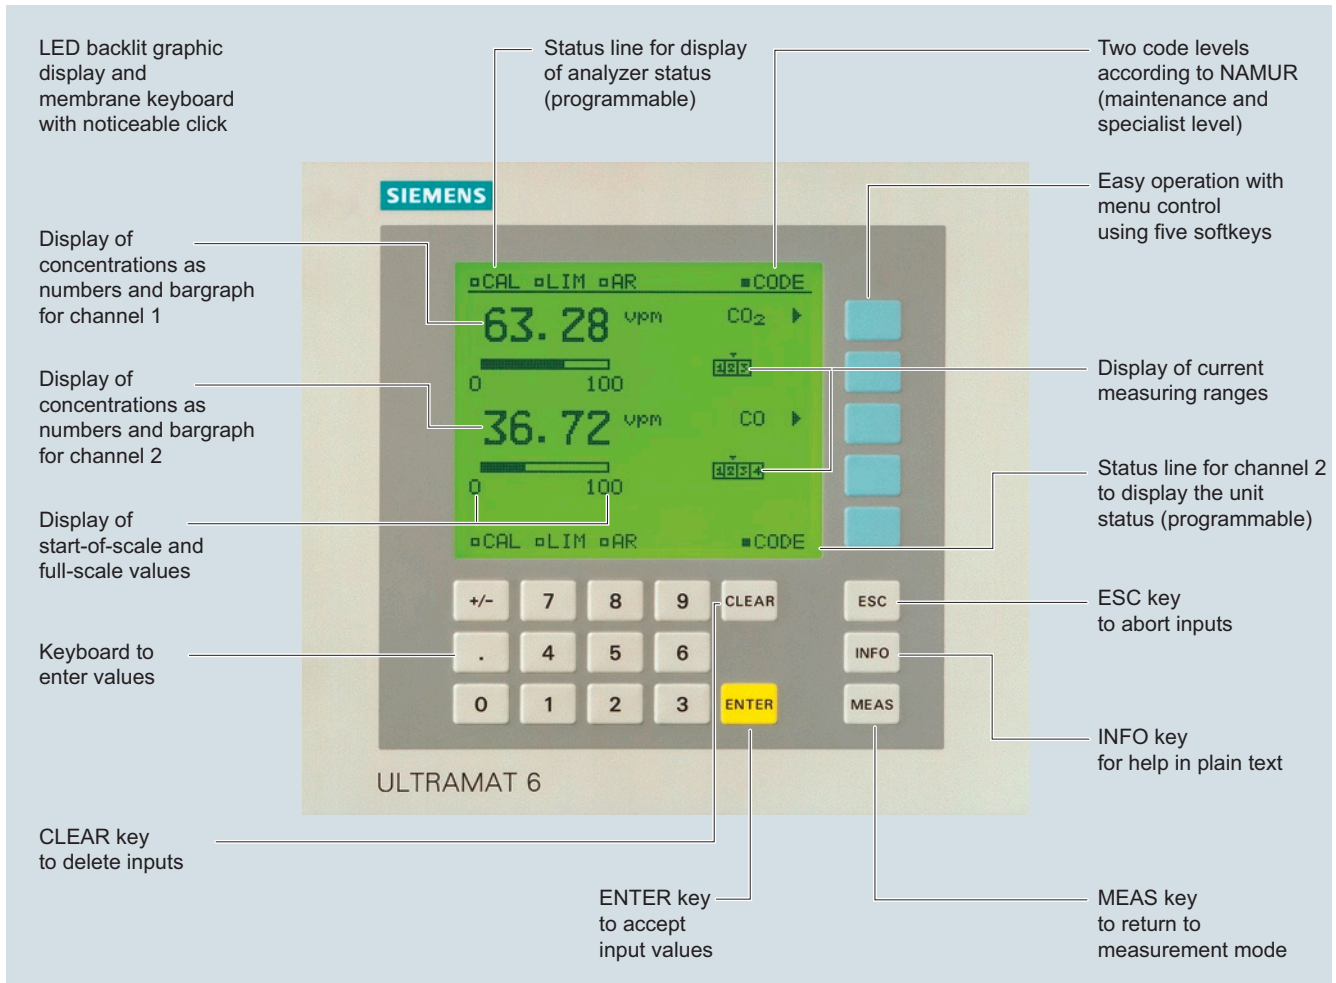 LED backlit graphic
display and
membrane keyboard
with noticeable click
Status line for display
of analyzer status
(programmable)
Two code levels
according to NAMUR
(maintenance and
specialist level)
Easy operation with
menu control
using five softkeys
Display of
concentrations as
numbers and bargraph
for channel 1
Display of
concentrations as
numbers and bargraph
for channel 2
Display of
start-of-scale and
full-scale values
Keyboard to
enter values
CLEAR key
to delete inputs
SIEMENS
CAL LIM AR CODE
63.28 vpm CO₂
1 2 3
0 100
36.72 vpm CO
1 2 3 4
0 100
CAL LIM AR CODE
+/- 7 8 9 CLEAR ESC
. 4 5 6 INFO
0 1 2 3 ENTER MEAS
ULTRAMAT 6
Display of current
measuring ranges
Status line for channel 2
to display the unit
status (programmable)
ESC key
to abort inputs
INFO key
for help in plain text
ENTER key
to accept
input values
MEAS key
to return to
measurement mode